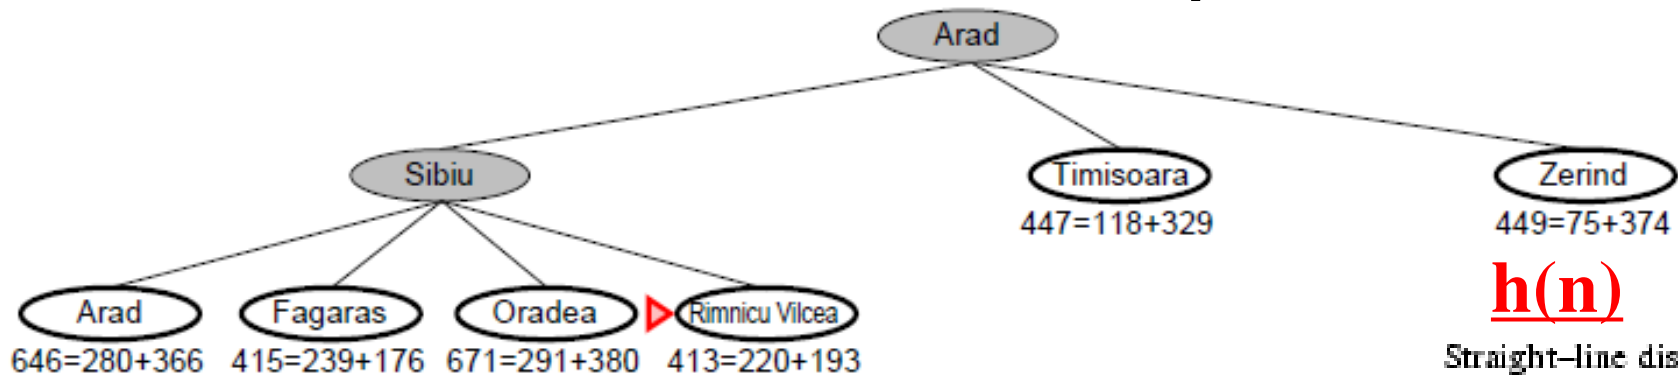 Arad
Sibiu Timisoara Zerind
447=118+329 449=75+374
h(n)
Arad Fagaras Oradea Rimnicu Vilcea
646=280+366 415=239+176 671=291+380 413=220+193
Straight–line dis